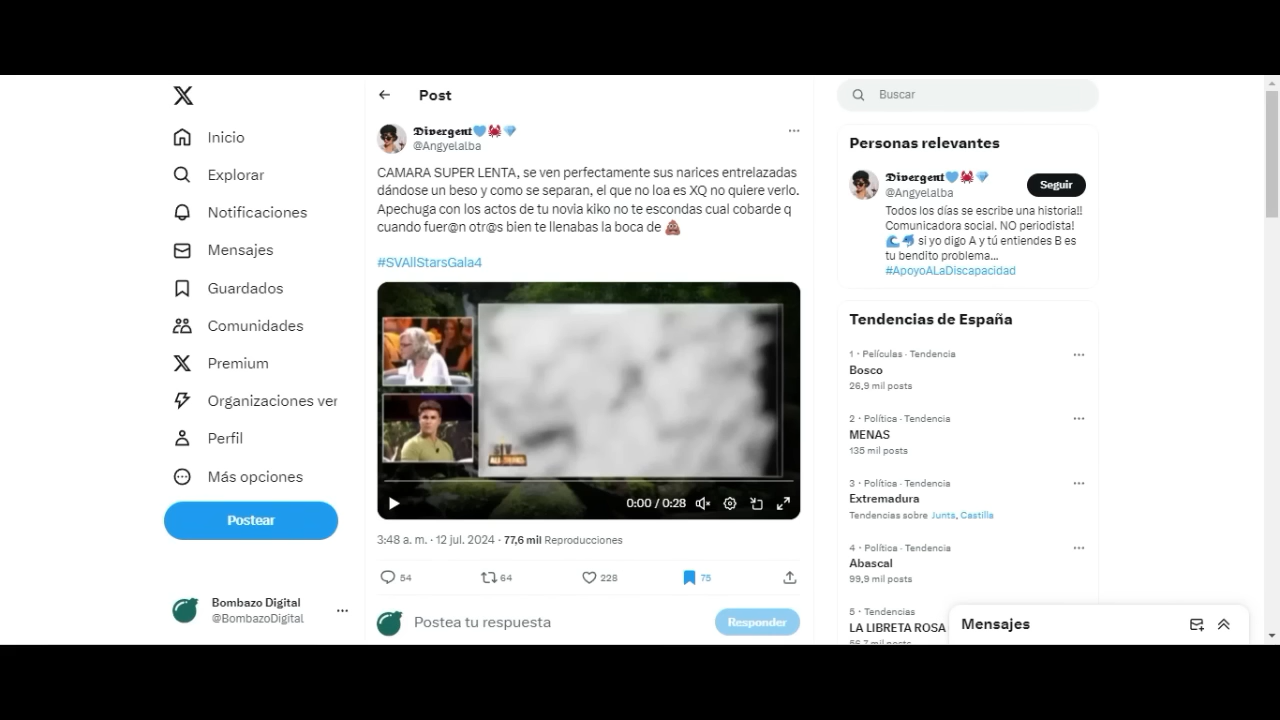 Inicio
Explorar
Notificaciones
Mensajes
Guardados
Comunidades
Premium
Organizaciones ver
Perfil
Más opciones
Postear
Bombazo Digital
@BombazoDigital
Post
𝕯𝖎𝖛𝖊𝖗𝖌𝖊𝖓𝖙💙🦀💎
@Angyelalba
CAMARA SUPER LENTA, se ven perfectamente sus narices entrelazadas
dándose un beso y como se separan, el que no loa es XQ no quiere verlo.
Apechuga con los actos de tu novia kiko no te escondas cual cobarde q
cuando fuer@n otr@s bien te llenabas la boca de 💩
#SVAllStarsGala4
ALL STARS
0:00 / 0:28
3:48 a. m. · 12 jul. 2024 · 77,6 mil Reproducciones
54
64
228
75
Postea tu respuesta
Responder
Buscar
Personas relevantes
𝕯𝖎𝖛𝖊𝖗𝖌𝖊𝖓𝖙💙🦀💎
@Angyelalba
Seguir
Todos los días se escribe una historia!!
Comunicadora social. NO periodista!
🌊🐬 si yo digo A y tú entiendes B es
tu bendito problema...
#ApoyoALaDiscapacidad
Tendencias de España
1 · Películas · Tendencia
Bosco
26,9 mil posts
2 · Política · Tendencia
MENAS
135 mil posts
3 · Política · Tendencia
Extremadura
Tendencias sobre Junts, Castilla
4 · Política · Tendencia
Abascal
99,9 mil posts
5 · Tendencias
LA LIBRETA ROSA
56,7 mil posts
Mensajes